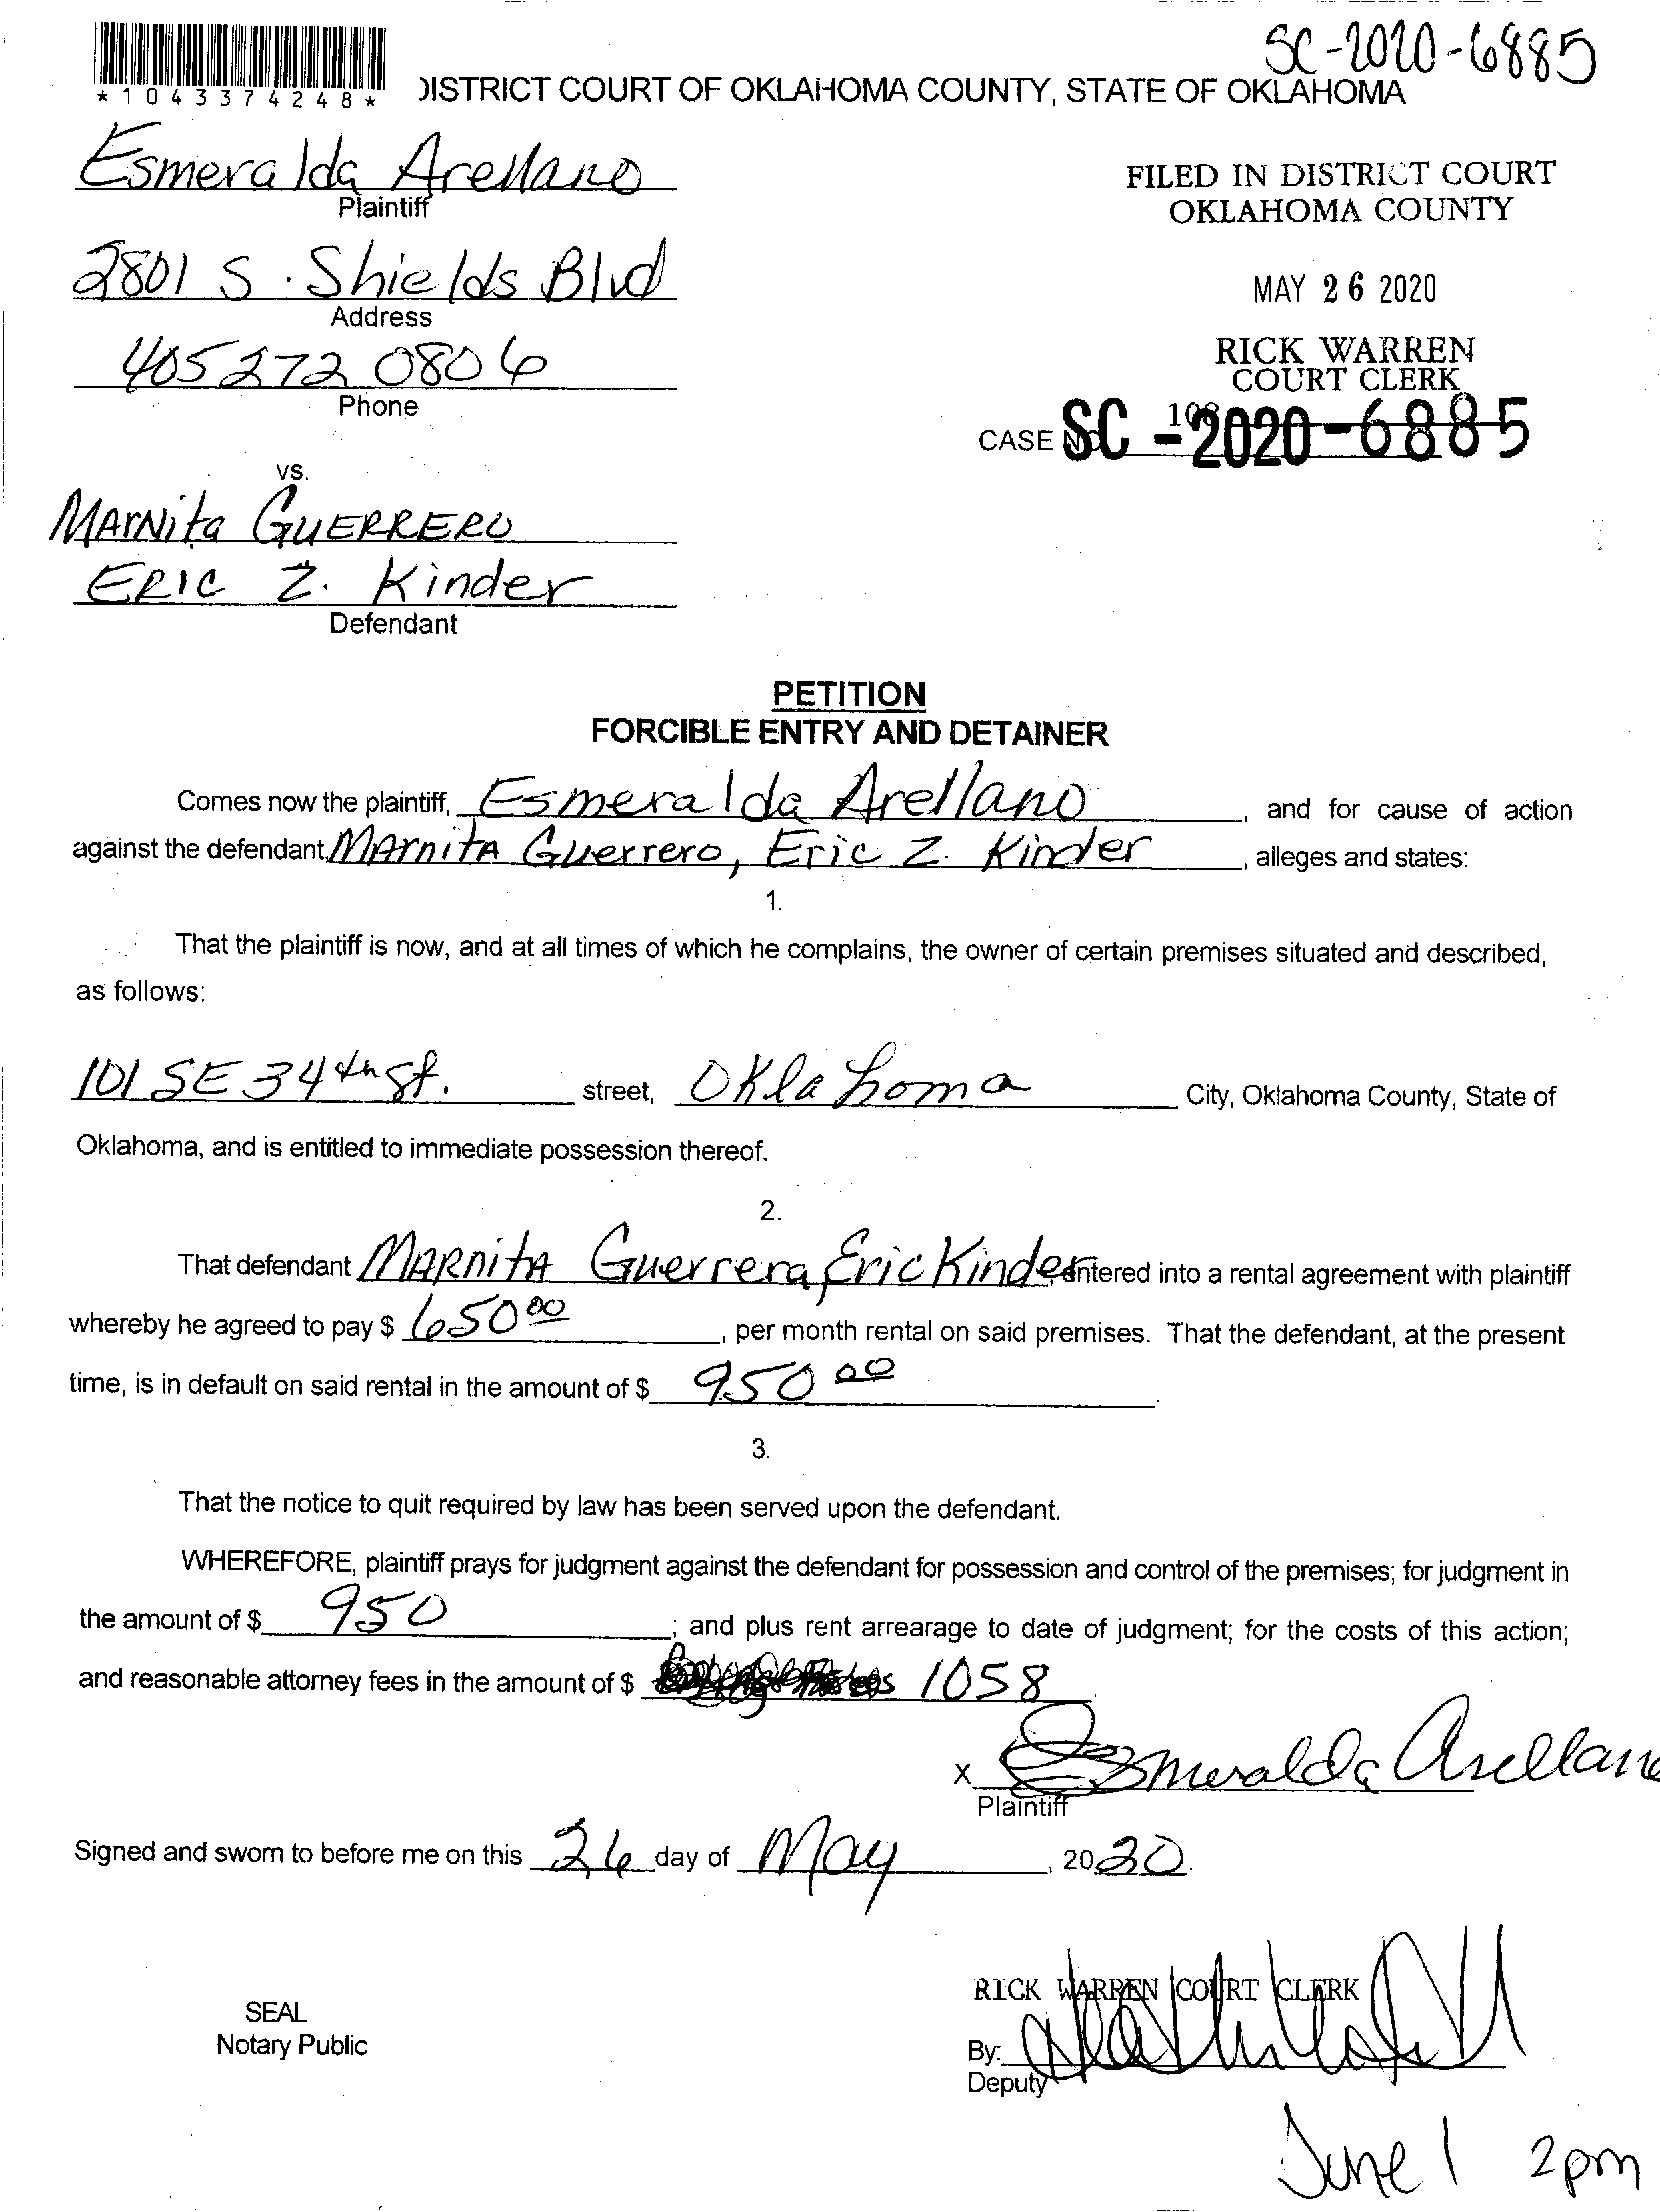 SC-2020-6885
*1043374248*
DISTRICT COURT OF OKLAHOMA COUNTY, STATE OF OKLAHOMA
Esmeralda Arellano
Plaintiff
FILED IN DISTRICT COURT
OKLAHOMA COUNTY
2801 S. Shields Blvd
Address
MAY 26 2020
405 272 0806
Phone
RICK WARREN
COURT CLERK
108
CASE NO. SC-2020-6885
vs.
MArNita GUERRERO
ERIC Z. Kinder
Defendant
PETITION
FORCIBLE ENTRY AND DETAINER
Comes now the plaintiff, Esmeralda Arellano, and for cause of action
against the defendant, MArnitA Guerrero, Eric Z. Kinder, alleges and states:
1.
That the plaintiff is now, and at all times of which he complains, the owner of certain premises situated and described,
as follows:
101 SE 34th St. street, Oklahoma City, Oklahoma County, State of
Oklahoma, and is entitled to immediate possession thereof.
2.
That defendant MARnitA Guerrera, Eric Kinder entered into a rental agreement with plaintiff
whereby he agreed to pay $ 650 00, per month rental on said premises. That the defendant, at the present
time, is in default on said rental in the amount of $ 950 00.
3.
That the notice to quit required by law has been served upon the defendant.
WHEREFORE, plaintiff prays for judgment against the defendant for possession and control of the premises; for judgment in
the amount of $ 950; and plus rent arrearage to date of judgment; for the costs of this action;
and reasonable attorney fees in the amount of $ 1058
x Esmeralda Arellano
Plaintiff
Signed and sworn to before me on this 26 day of May, 2020.
RICK WARREN COURT CLERK
SEAL
Notary Public
By:
Deputy
June 1 2pm